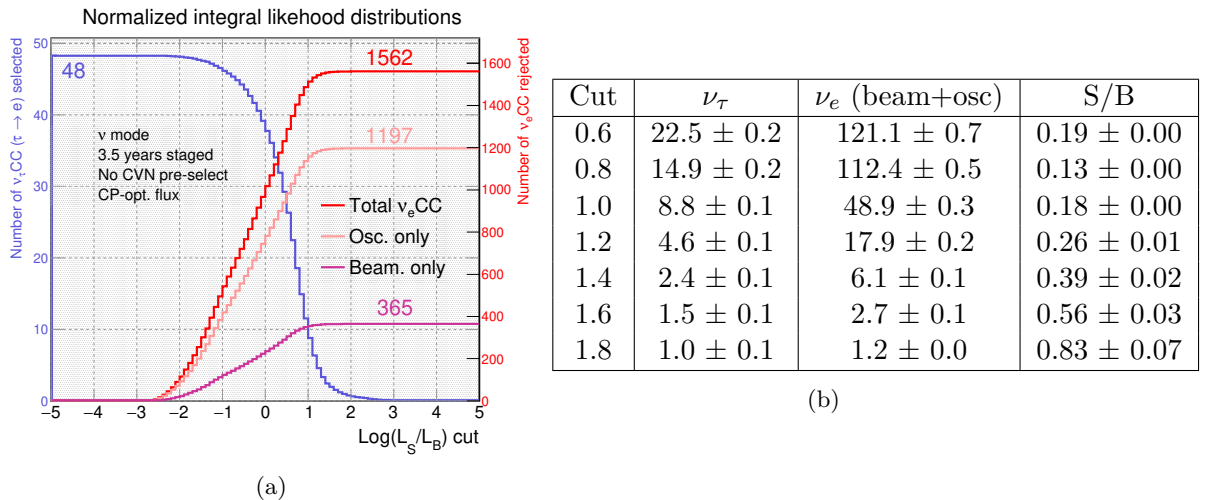 Normalized integral likehood distributions
Number of ν_τCC (τ → e) selected
50
40
30
20
10
0
48
1562
1197
365
ν mode
3.5 years staged
No CVN pre-select
CP-opt. flux
Total ν_eCC
Osc. only
Beam. only
1600
1400
1200
1000
800
600
400
200
0
Number of ν_eCC rejected
−5 −4 −3 −2 −1 0 1 2 3 4 5
Log(L_S/L_B) cut
(a)
Cut ν_τ ν_e (beam+osc) S/B
0.6 22.5 ± 0.2 121.1 ± 0.7 0.19 ± 0.00
0.8 14.9 ± 0.2 112.4 ± 0.5 0.13 ± 0.00
1.0 8.8 ± 0.1 48.9 ± 0.3 0.18 ± 0.00
1.2 4.6 ± 0.1 17.9 ± 0.2 0.26 ± 0.01
1.4 2.4 ± 0.1 6.1 ± 0.1 0.39 ± 0.02
1.6 1.5 ± 0.1 2.7 ± 0.1 0.56 ± 0.03
1.8 1.0 ± 0.1 1.2 ± 0.0 0.83 ± 0.07
(b)